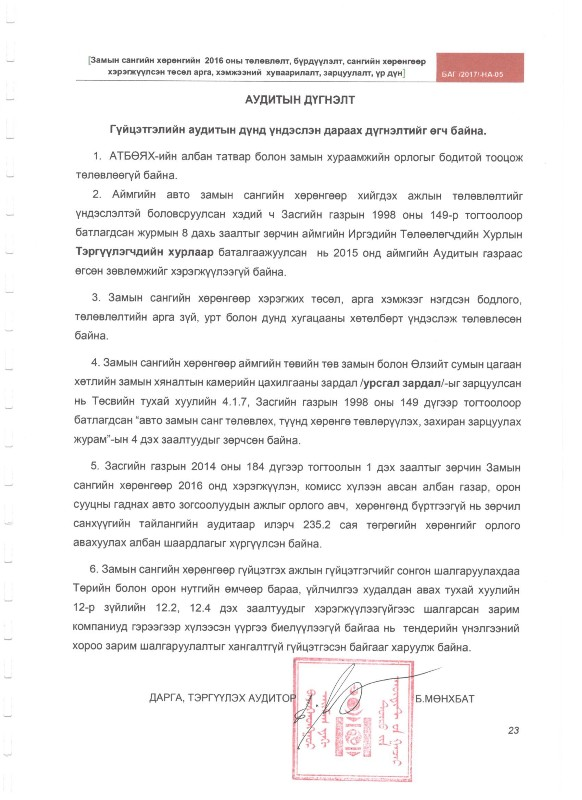 [Замын сангийн хөрөнгийн 2016 оны төлөвлөлт, бүрдүүлэлт, сангийн хөрөнгөөр
хэрэгжүүлсэн төсөл арга, хэмжээний хуваарилалт, зарцуулалт, үр дүн]
БАГ /2017/-НА-05
АУДИТЫН ДҮГНЭЛТ
Гүйцэтгэлийн аудитын дүнд үндэслэн дараах дүгнэлтийг өгч байна.
1. АТБӨЯХ-ийн албан татвар болон замын хураамжийн орлогыг бодитой тооцож
төлөвлөөгүй байна.
2. Аймгийн авто замын сангийн хөрөнгөөр хийгдэх ажлын төлөвлөлтийг
үндэслэлтэй боловсруулсан хэдий ч Засгийн газрын 1998 оны 149-р тогтоолоор
батлагдсан журмын 8 дахь заалтыг зөрчин аймгийн Иргэдийн Төлөөлөгчдийн Хурлын
Тэргүүлэгчдийн хурлаар баталгаажуулсан нь 2015 онд аймгийн Аудитын газраас
өгсөн зөвлөмжийг хэрэгжүүлээгүй байна.
3. Замын сангийн хөрөнгөөр хэрэгжих төсөл, арга хэмжээг нэгдсэн бодлого,
төлөвлөлтийн арга зүй, урт болон дунд хугацааны хөтөлбөрт үндэслэж төлөвлөсөн
байна.
4. Замын сангийн хөрөнгөөр аймгийн төвийн төв замын болон Өлзийт сумын цагаан
хөтлийн замын хяналтын камерийн цахилгааны зардал /урсгал зардал/-ыг зарцуулсан
нь Төсвийн тухай хуулийн 4.1.7, Засгийн газрын 1998 оны 149 дүгээр тогтоолоор
батлагдсан “авто замын санг төлөвлөх, түүнд хөрөнгө төвлөрүүлэх, захиран зарцуулах
журам”-ын 4 дэх заалтуудыг зөрчсөн байна.
5. Засгийн газрын 2014 оны 184 дүгээр тогтоолын 1 дэх заалтыг зөрчин Замын
сангийн хөрөнгөөр 2016 онд хэрэгжүүлэн, комисс хүлээн авсан албан газар, орон
сууцны гаднах авто зогсоолуудын ажлыг орлого авч, хөрөнгөнд бүртгээгүй нь зөрчил
санхүүгийн тайлангийн аудитаар илэрч 235.2 сая төгрөгийн хөрөнгийг орлого
авахуулах албан шаардлагыг хүргүүлсэн байна.
6. Замын сангийн хөрөнгөөр гүйцэтгэх ажлын гүйцэтгэгчийг сонгон шалгаруулахдаа
Төрийн болон орон нутгийн өмчөөр бараа, үйлчилгээ худалдан авах тухай хуулийн
12-р зүйлийн 12.2, 12.4 дэх заалтуудыг хэрэгжүүлээгүйгээс шалгарсан зарим
компаниуд гэрээгээр хүлээсэн үүргээ биелүүлээгүй байгаа нь тендерийн үнэлгээний
хороо зарим шалгаруулалтыг хангалтгүй гүйцэтгэсэн байгааг харуулж байна.
ДАРГА, ТЭРГҮҮЛЭХ АУДИТОР Б.МӨНХБАТ
23